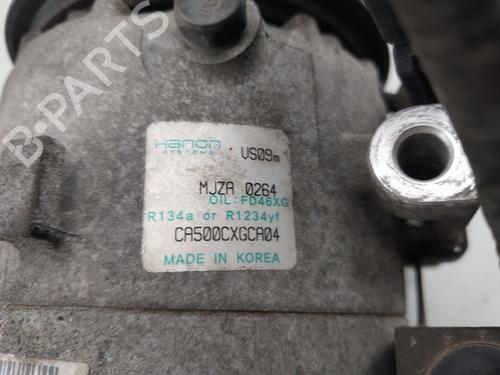 B-PARTS
Hanon
SYSTEMS
VS09m
MJZA 0264
OIL: FD46XG
R134a or R1234yf
CA500CXGCA04
MADE IN KOREA